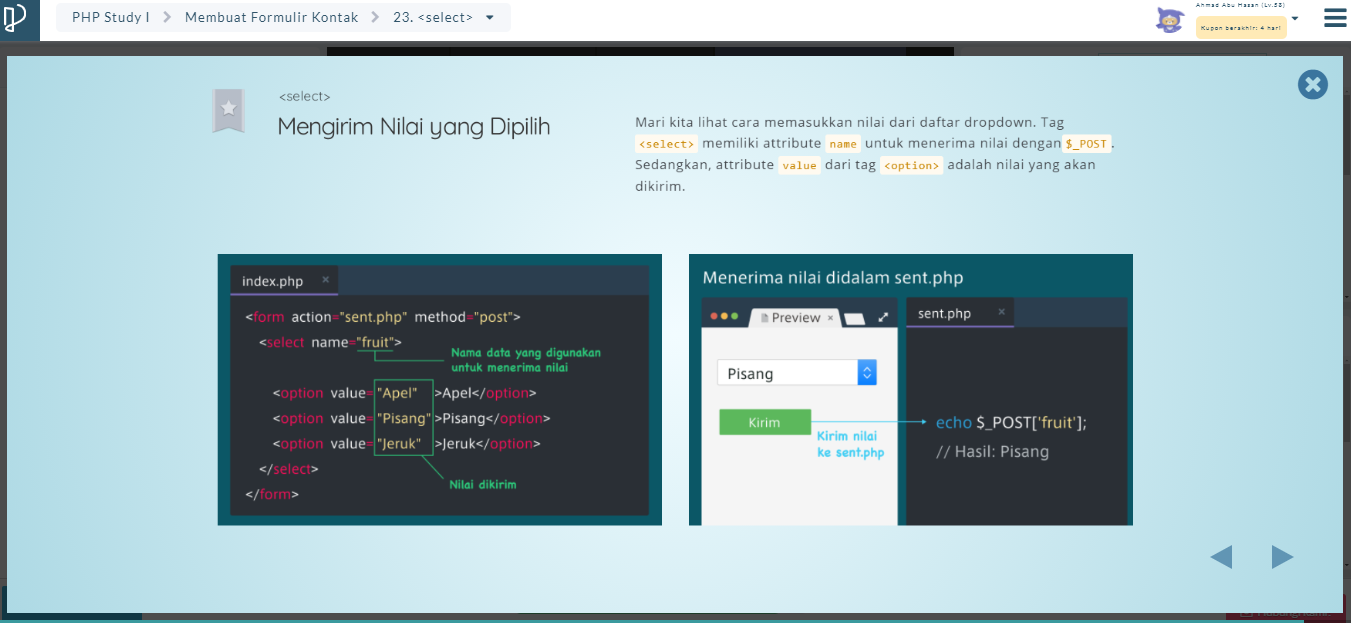 PHP Study I
Membuat Formulir Kontak
23. <select>
Ahmad Abu Hasan (Lv.58)
Kupon berakhir: 4 hari
<select>
Mengirim Nilai yang Dipilih
Mari kita lihat cara memasukkan nilai dari daftar dropdown. Tag
<select> memiliki attribute name untuk menerima nilai dengan $_POST.
Sedangkan, attribute value dari tag <option> adalah nilai yang akan
dikirim.
index.php ×
<form action="sent.php" method="post">
<select name="fruit">
Nama data yang digunakan
untuk menerima nilai
<option value="Apel" >Apel</option>
<option value="Pisang" >Pisang</option>
<option value="Jeruk" >Jeruk</option>
</select>
Nilai dikirim
</form>
Menerima nilai didalam sent.php
Preview ×
sent.php ×
Pisang
Kirim
Kirim nilai
ke sent.php
echo $_POST['fruit'];
// Hasil: Pisang